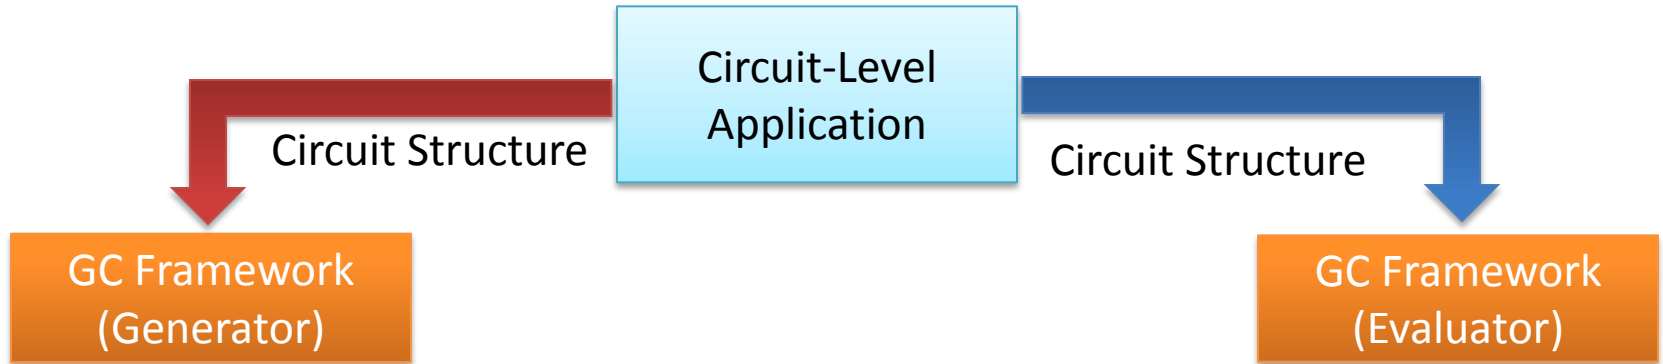 Circuit-Level
Application
Circuit Structure
Circuit Structure
GC Framework
(Generator)
GC Framework
(Evaluator)